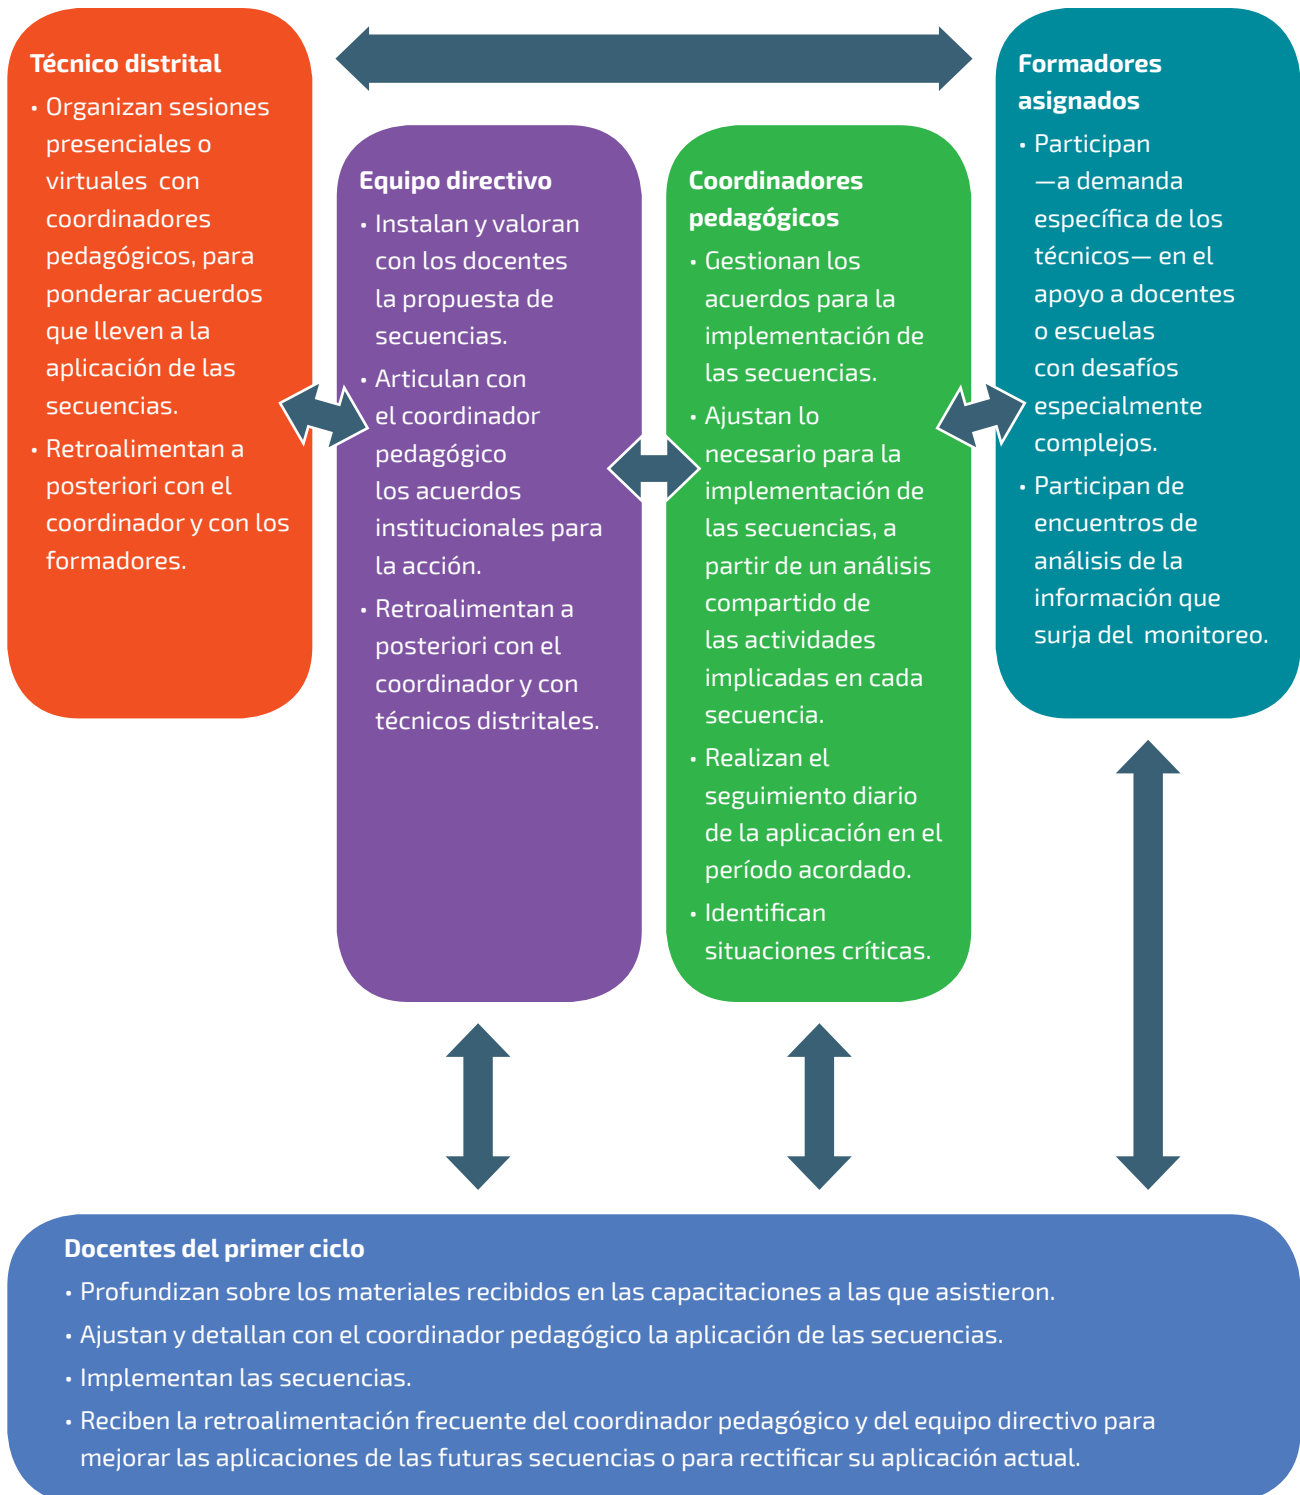 Técnico distrital
• Organizan sesiones
presenciales o
virtuales con
coordinadores
pedagógicos, para
ponderar acuerdos
que lleven a la
aplicación de las
secuencias.
• Retroalimentan a
posteriori con el
coordinador y con los
formadores.
Equipo directivo
• Instalan y valoran
con los docentes
la propuesta de
secuencias.
• Articulan con
el coordinador
pedagógico
los acuerdos
institucionales para
la acción.
• Retroalimentan a
posteriori con el
coordinador y con
técnicos distritales.
Coordinadores
pedagógicos
• Gestionan los
acuerdos para la
implementación de
las secuencias.
• Ajustan lo
necesario para la
implementación de
las secuencias, a
partir de un análisis
compartido de
las actividades
implicadas en cada
secuencia.
• Realizan el
seguimiento diario
de la aplicación en el
período acordado.
• Identifican
situaciones críticas.
Formadores
asignados
• Participan
—a demanda
específica de los
técnicos— en el
apoyo a docentes
o escuelas
con desafíos
especialmente
complejos.
• Participan de
encuentros de
análisis de la
información que
surja del monitoreo.
Docentes del primer ciclo
• Profundizan sobre los materiales recibidos en las capacitaciones a las que asistieron.
• Ajustan y detallan con el coordinador pedagógico la aplicación de las secuencias.
• Implementan las secuencias.
• Reciben la retroalimentación frecuente del coordinador pedagógico y del equipo directivo para
mejorar las aplicaciones de las futuras secuencias o para rectificar su aplicación actual.